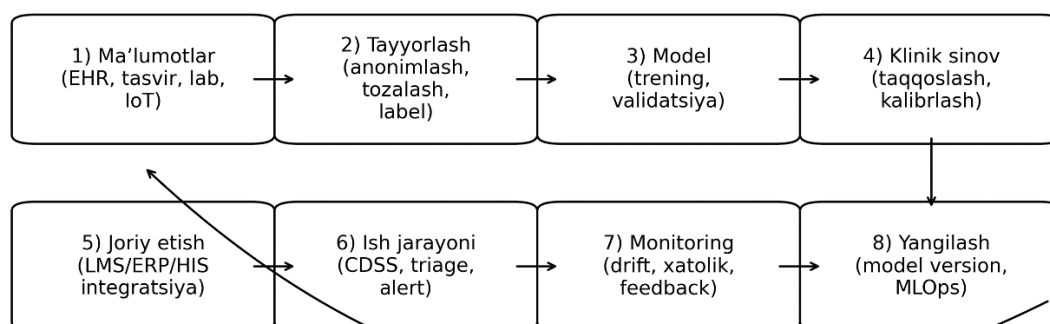 1) Ma’lumotlar
(EHR, tasvir, lab,
IoT)
2) Tayyorlash
(anonimlash,
tozalash,
label)
3) Model
(trening,
validatsiya)
4) Klinik sinov
(taqqoslash,
kalibrlash)
5) Joriy etish
(LMS/ERP/HIS
integratsiya)
6) Ish jarayoni
(CDSS, triage,
alert)
7) Monitoring
(drift, xatolik,
feedback)
8) Yangilash
(model version,
MLOps)